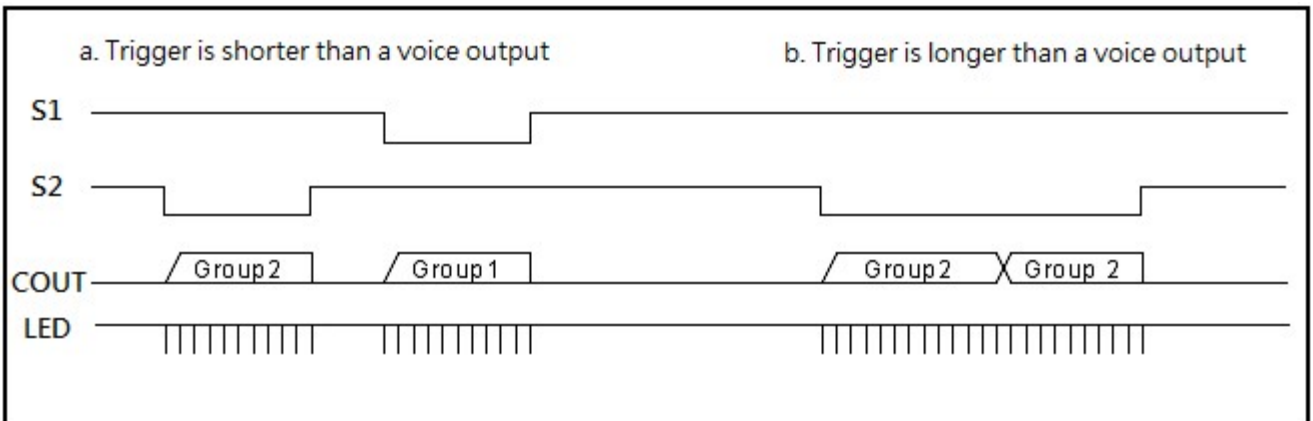 a. Trigger is shorter than a voice output
b. Trigger is longer than a voice output
S1
S2
COUT
Group2
Group1
Group2
Group 2
LED